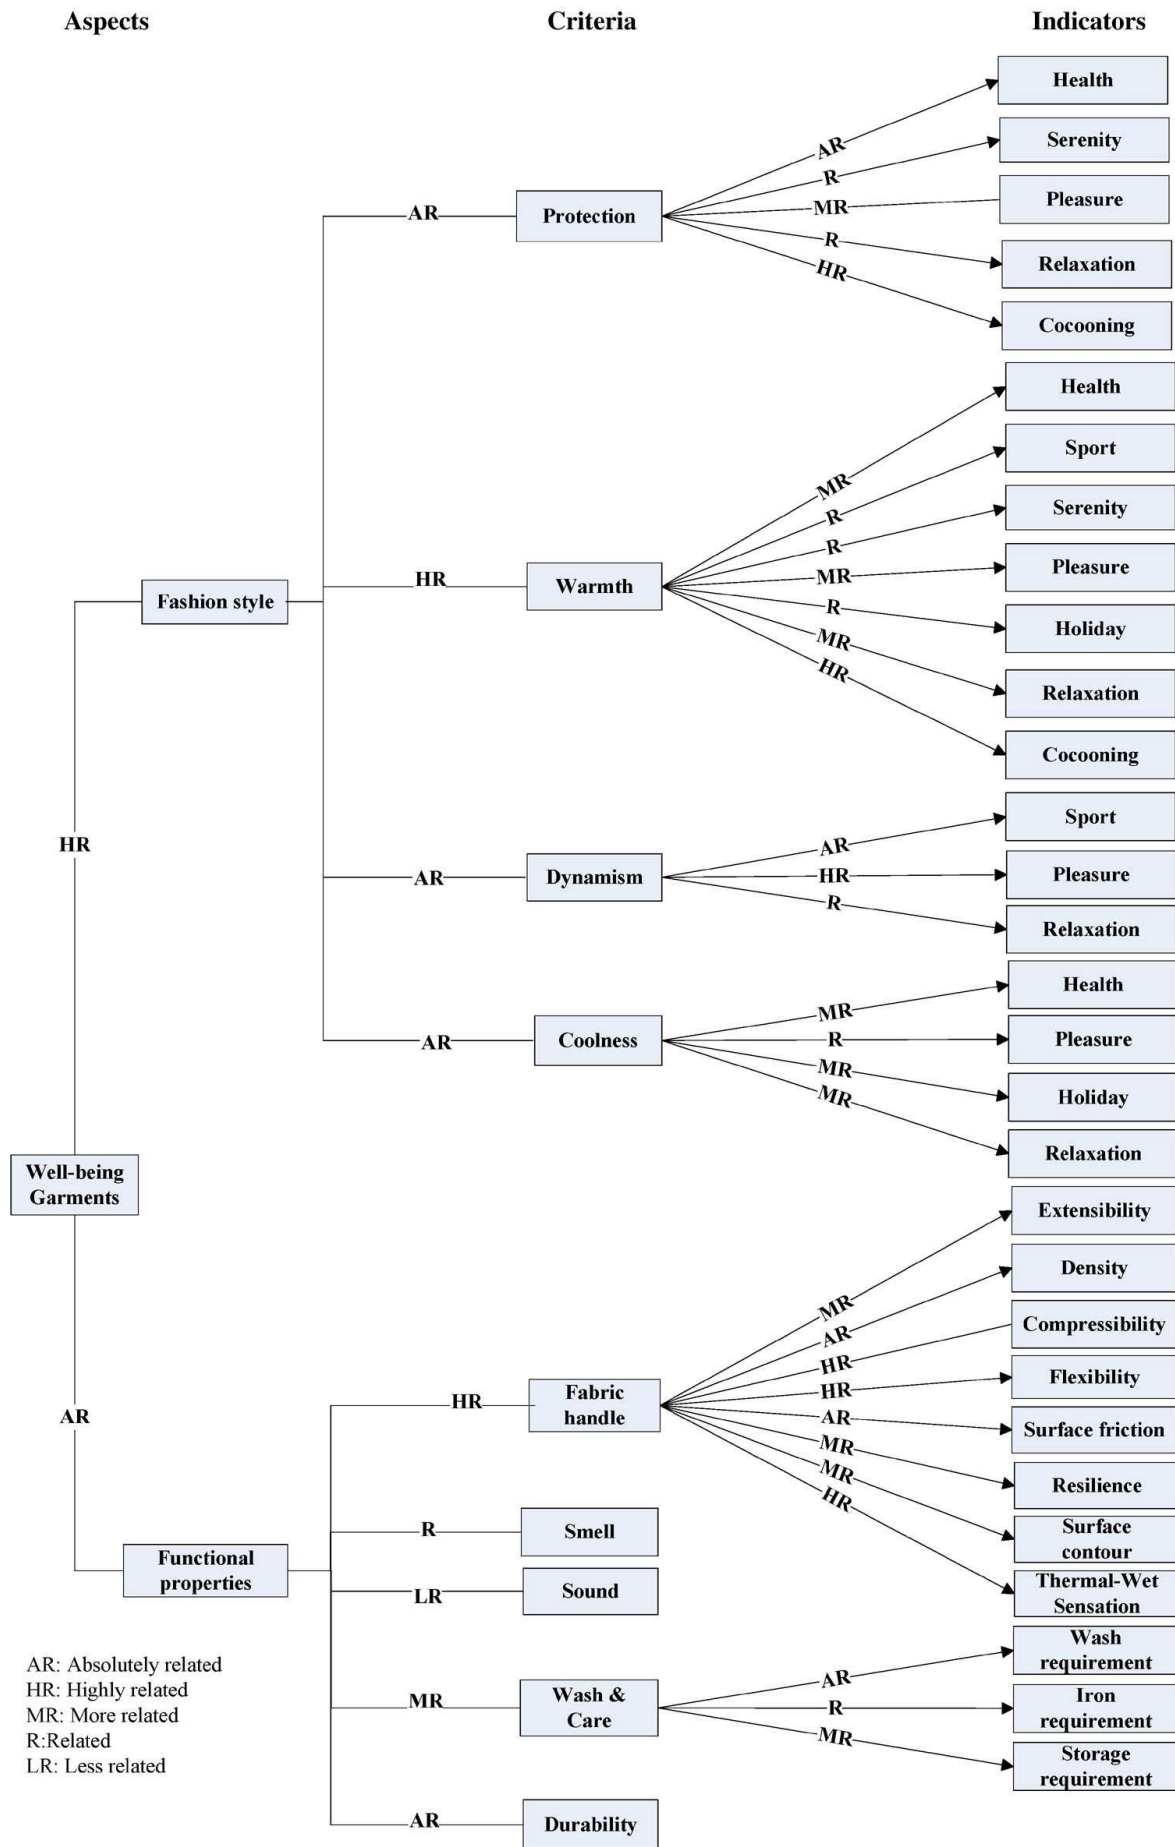 Aspects
Criteria
Indicators
Health
Serenity
Pleasure
Relaxation
Cocooning
AR
R
MR
R
HR
AR
Protection
Health
Sport
Serenity
Pleasure
Holiday
Relaxation
Cocooning
MR
R
R
MR
R
MR
HR
HR
Warmth
Fashion style
Sport
Pleasure
Relaxation
AR
HR
R
HR
AR
Dynamism
Health
Pleasure
Holiday
Relaxation
MR
R
MR
MR
AR
Coolness
Well-being
Garments
Extensibility
Density
Compressibility
Flexibility
Surface friction
Resilience
Surface
contour
Thermal-Wet
Sensation
MR
AR
HR
HR
AR
MR
MR
HR
AR
HR
Fabric
handle
R
Smell
Functional
properties
LR
Sound
Wash
requirement
Iron
requirement
Storage
requirement
AR
R
MR
MR
Wash &
Care
AR
Durability
AR: Absolutely related
HR: Highly related
MR: More related
R:Related
LR: Less related